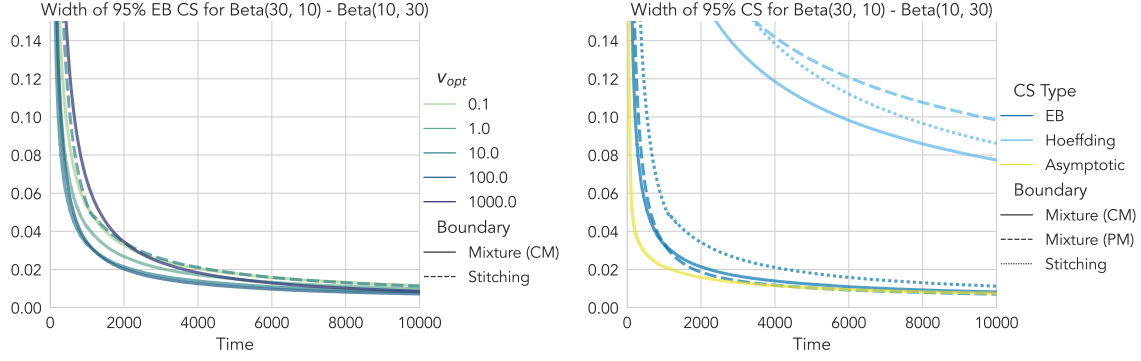 Width of 95% EB CS for Beta(30, 10) - Beta(10, 30)
0.14
0.12
0.10
0.08
0.06
0.04
0.02
0.00
0 2000 4000 6000 8000 10000
Time
v_opt
0.1
1.0
10.0
100.0
1000.0
Boundary
Mixture (CM)
Stitching
Width of 95% CS for Beta(30, 10) - Beta(10, 30)
0.14
0.12
0.10
0.08
0.06
0.04
0.02
0.00
0 2000 4000 6000 8000 10000
Time
CS Type
EB
Hoeffding
Asymptotic
Boundary
Mixture (CM)
Mixture (PM)
Stitching